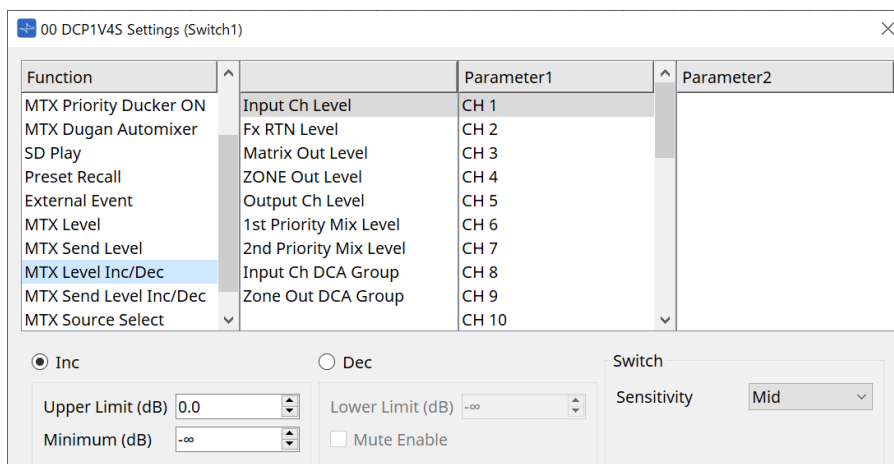 00 DCP1V4S Settings (Switch1)
Function
MTX Priority Ducker ON
MTX Dugan Automixer
SD Play
Preset Recall
External Event
MTX Level
MTX Send Level
MTX Level Inc/Dec
MTX Send Level Inc/Dec
MTX Source Select
Input Ch Level
Fx RTN Level
Matrix Out Level
ZONE Out Level
Output Ch Level
1st Priority Mix Level
2nd Priority Mix Level
Input Ch DCA Group
Zone Out DCA Group
Parameter1
CH 1
CH 2
CH 3
CH 4
CH 5
CH 6
CH 7
CH 8
CH 9
CH 10
Parameter2
Inc
Upper Limit (dB) 0.0
Minimum (dB) -∞
Dec
Lower Limit (dB) -∞
Mute Enable
Switch
Sensitivity Mid